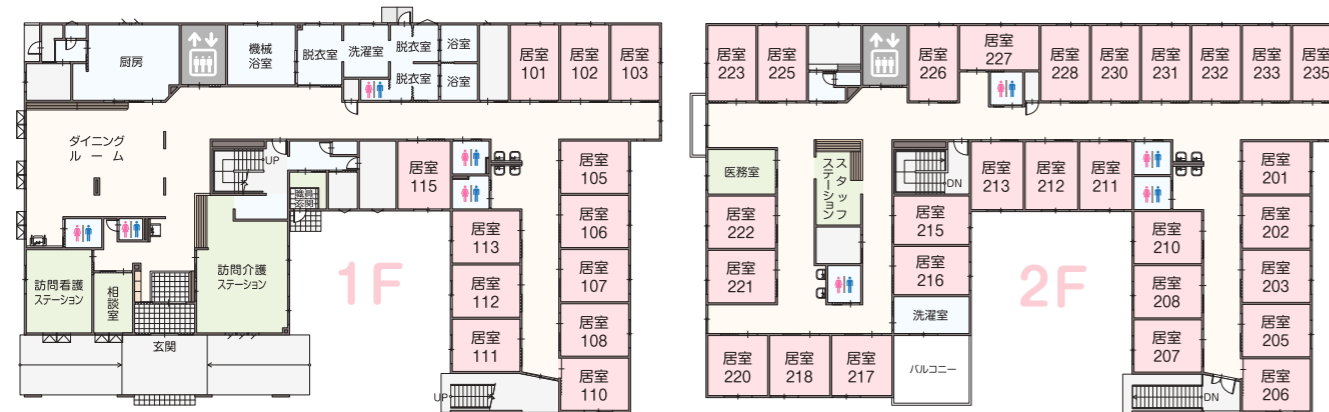 厨房
機械
浴室
脱衣室
洗濯室
脱衣室
脱衣室
浴室
浴室
居室
101
居室
102
居室
103
ダイニング
ルーム
UP
職員
玄関
居室
115
居室
105
居室
106
居室
107
居室
108
居室
110
居室
113
居室
112
居室
111
訪問看護
ステーション
相談室
訪問介護
ステーション
玄関
UP
1F
居室
223
居室
225
居室
226
居室
227
居室
228
居室
230
居室
231
居室
232
居室
233
居室
235
医務室
スタッフ
ステーション
DN
居室
213
居室
212
居室
211
居室
201
居室
202
居室
203
居室
205
居室
206
居室
222
居室
221
居室
215
居室
216
洗濯室
居室
210
居室
208
居室
207
居室
220
居室
218
居室
217
バルコニー
DN
2F